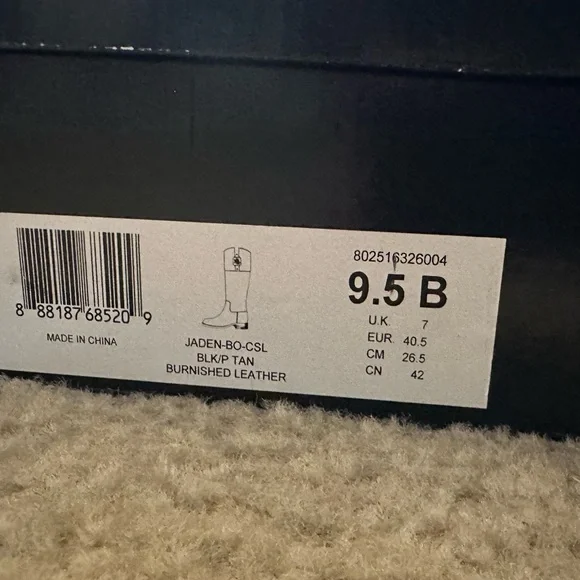 8 88187 68520 9
MADE IN CHINA
JADEN-BO-CSL
BLK/P TAN
BURNISHED LEATHER
802516326004
9.5 B
U.K. 7
EUR 40.5
CM 26.5
CN 42